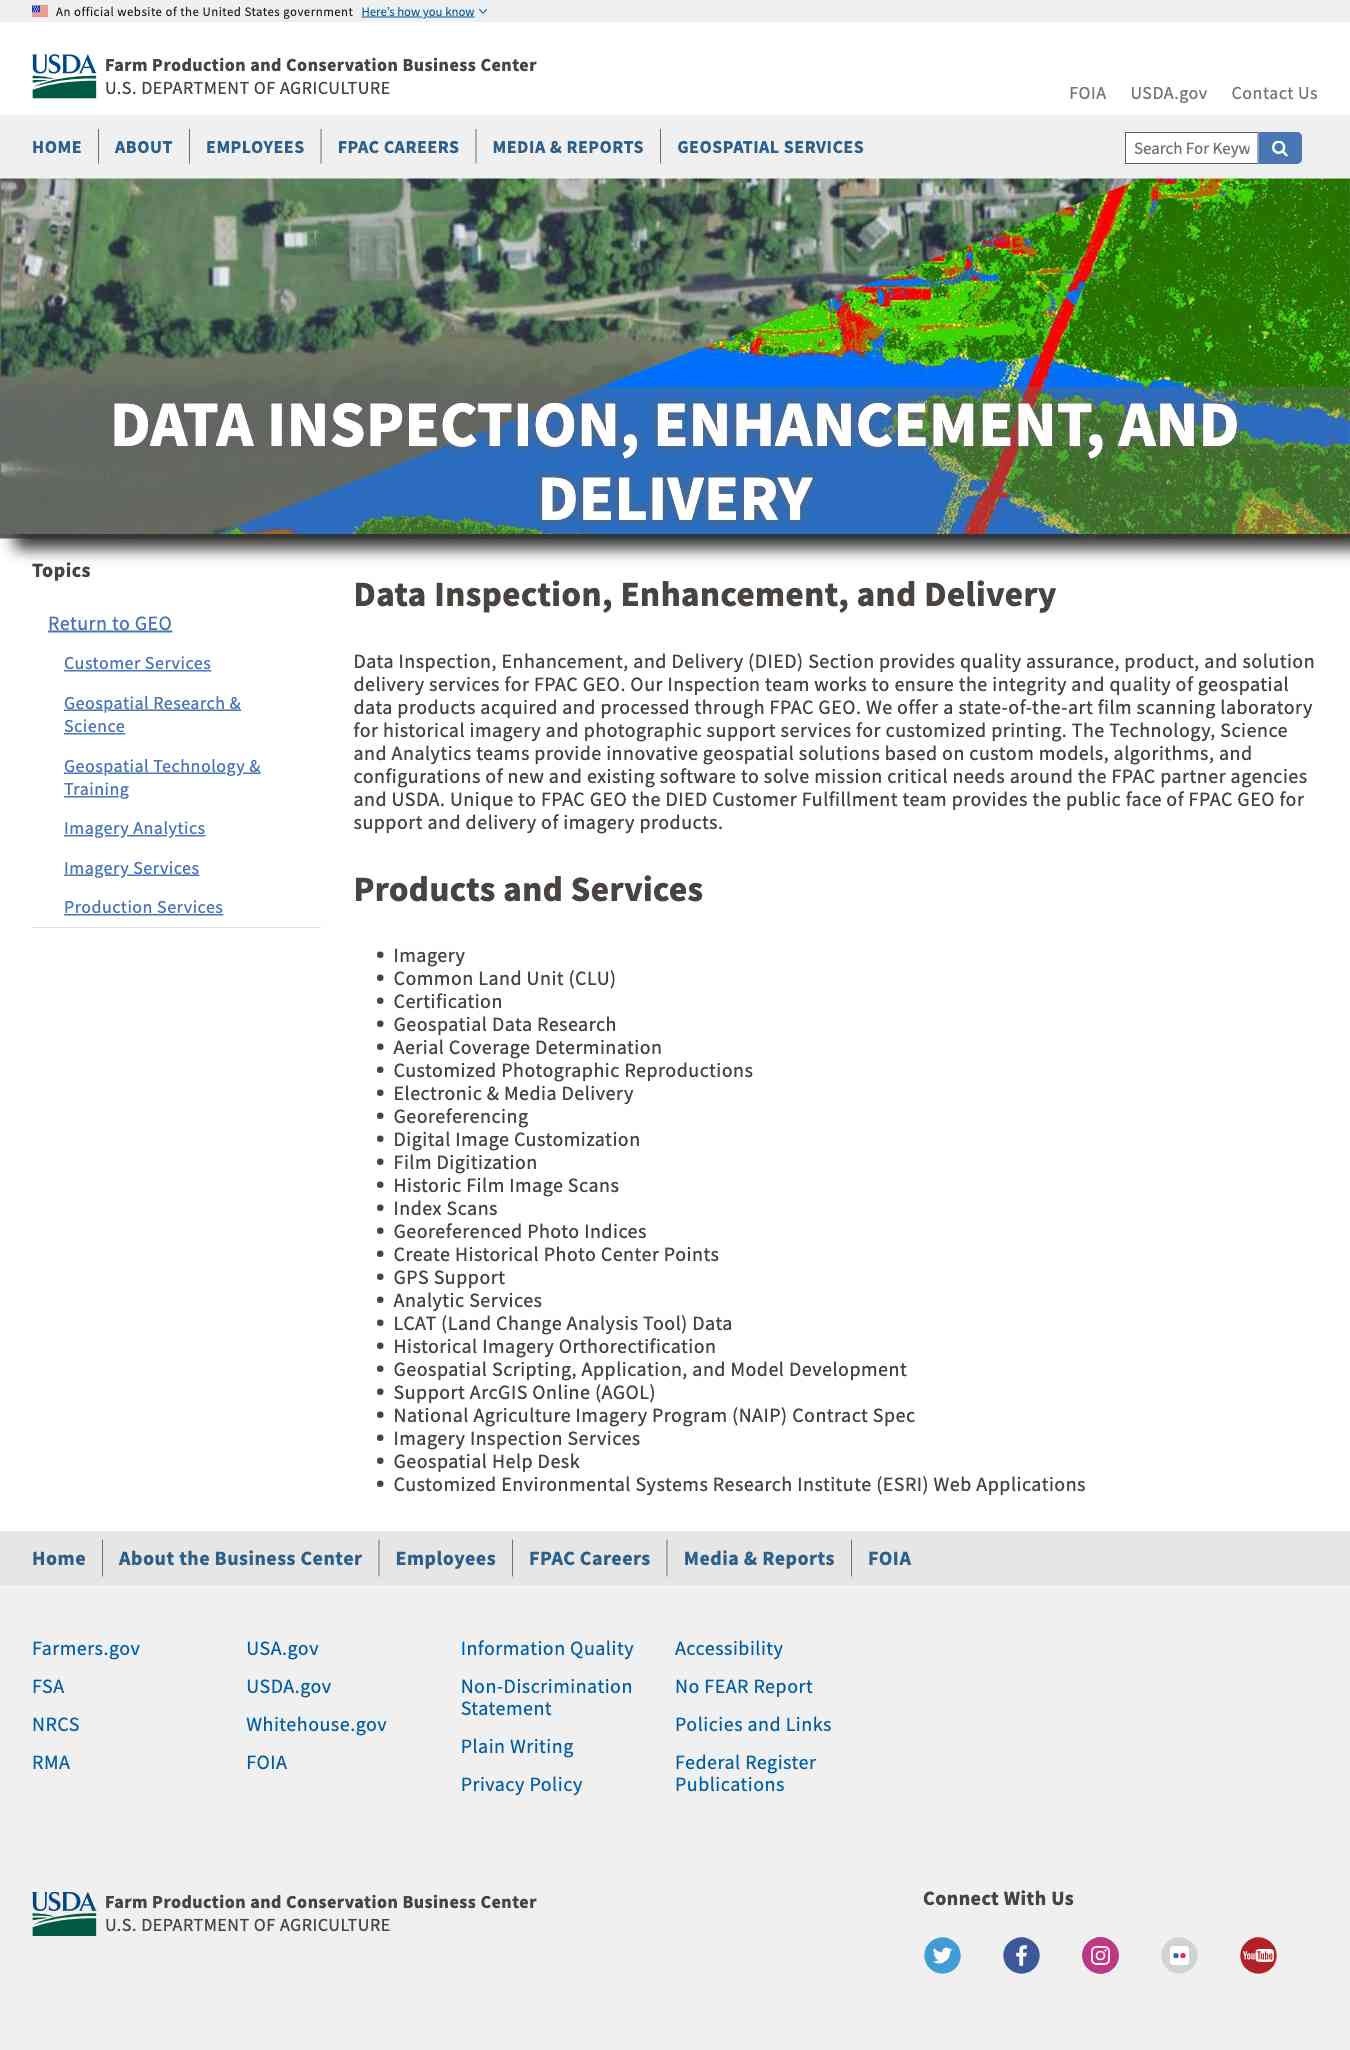 An official website of the United States government Here's how you know
USDA Farm Production and Conservation Business Center
U.S. DEPARTMENT OF AGRICULTURE
FOIA USDA.gov Contact Us
HOME ABOUT EMPLOYEES FPAC CAREERS MEDIA & REPORTS GEOSPATIAL SERVICES Search For Keyw
DATA INSPECTION, ENHANCEMENT, AND
DELIVERY
Topics
Return to GEO
Customer Services
Geospatial Research &
Science
Geospatial Technology &
Training
Imagery Analytics
Imagery Services
Production Services
Data Inspection, Enhancement, and Delivery
Data Inspection, Enhancement, and Delivery (DIED) Section provides quality assurance, product, and solution
delivery services for FPAC GEO. Our Inspection team works to ensure the integrity and quality of geospatial
data products acquired and processed through FPAC GEO. We offer a state-of-the-art film scanning laboratory
for historical imagery and photographic support services for customized printing. The Technology, Science
and Analytics teams provide innovative geospatial solutions based on custom models, algorithms, and
configurations of new and existing software to solve mission critical needs around the FPAC partner agencies
and USDA. Unique to FPAC GEO the DIED Customer Fulfillment team provides the public face of FPAC GEO for
support and delivery of imagery products.
Products and Services
• Imagery
• Common Land Unit (CLU)
• Certification
• Geospatial Data Research
• Aerial Coverage Determination
• Customized Photographic Reproductions
• Electronic & Media Delivery
• Georeferencing
• Digital Image Customization
• Film Digitization
• Historic Film Image Scans
• Index Scans
• Georeferenced Photo Indices
• Create Historical Photo Center Points
• GPS Support
• Analytic Services
• LCAT (Land Change Analysis Tool) Data
• Historical Imagery Orthorectification
• Geospatial Scripting, Application, and Model Development
• Support ArcGIS Online (AGOL)
• National Agriculture Imagery Program (NAIP) Contract Spec
• Imagery Inspection Services
• Geospatial Help Desk
• Customized Environmental Systems Research Institute (ESRI) Web Applications
Home About the Business Center Employees FPAC Careers Media & Reports FOIA
Farmers.gov
FSA
NRCS
RMA
USA.gov
USDA.gov
Whitehouse.gov
FOIA
Information Quality
Non-Discrimination
Statement
Plain Writing
Privacy Policy
Accessibility
No FEAR Report
Policies and Links
Federal Register
Publications
USDA Farm Production and Conservation Business Center
U.S. DEPARTMENT OF AGRICULTURE
Connect With Us
YouTube